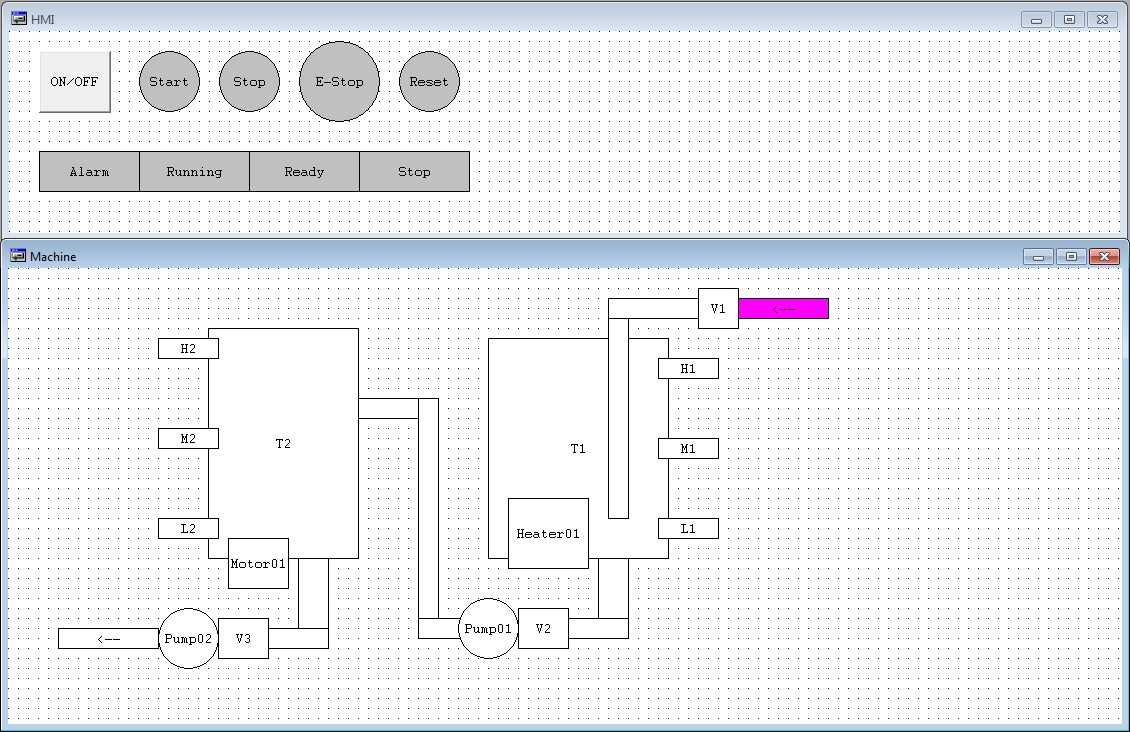 HMI
ON/OFF
Start
Stop
E-Stop
Reset
Alarm
Running
Ready
Stop
Machine
V1
<--
H2
H1
M2
T2
T1
M1
L2
Heater01
L1
Motor01
<--
Pump02
V3
Pump01
V2